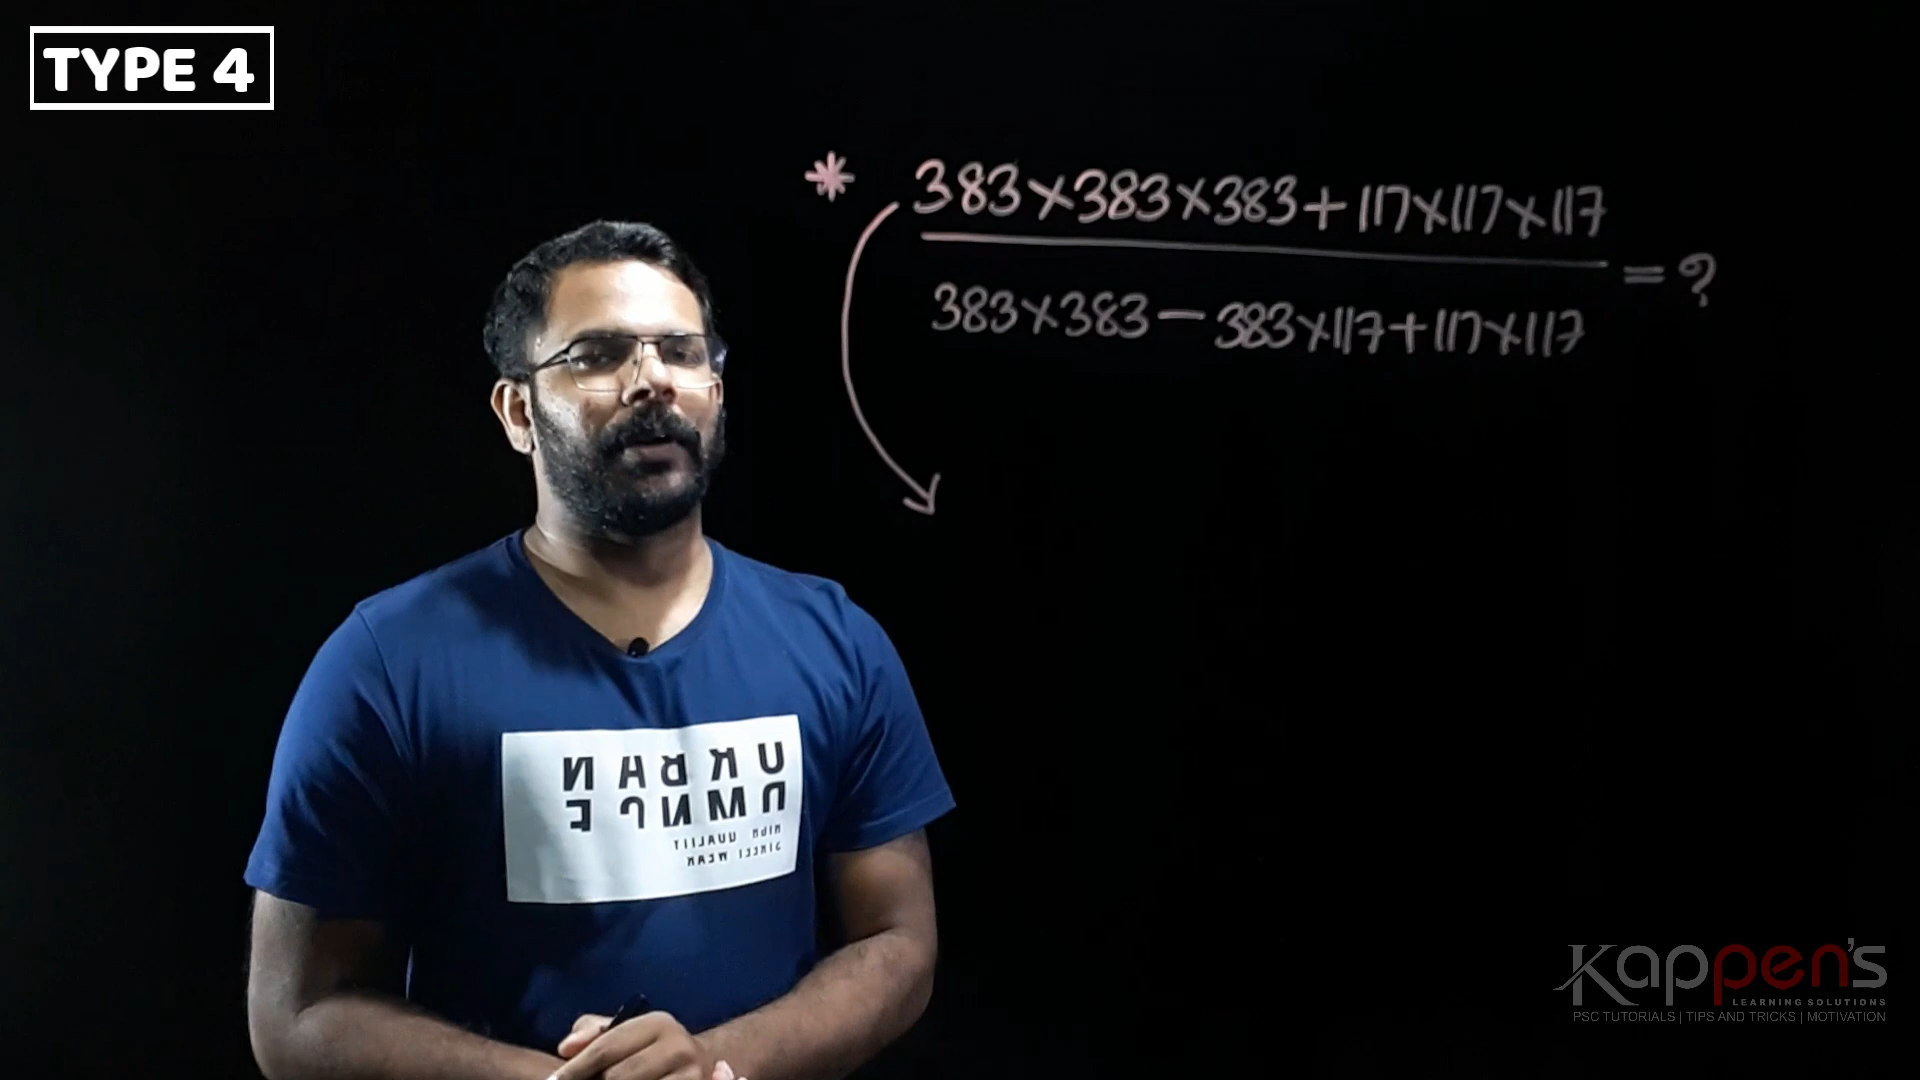 TYPE 4
* 383×383×383+117×117×117
383×383−383×117+117×117
= ?
Kappen's
LEARNING SOLUTIONS
PSC TUTORIALS | TIPS AND TRICKS | MOTIVATION